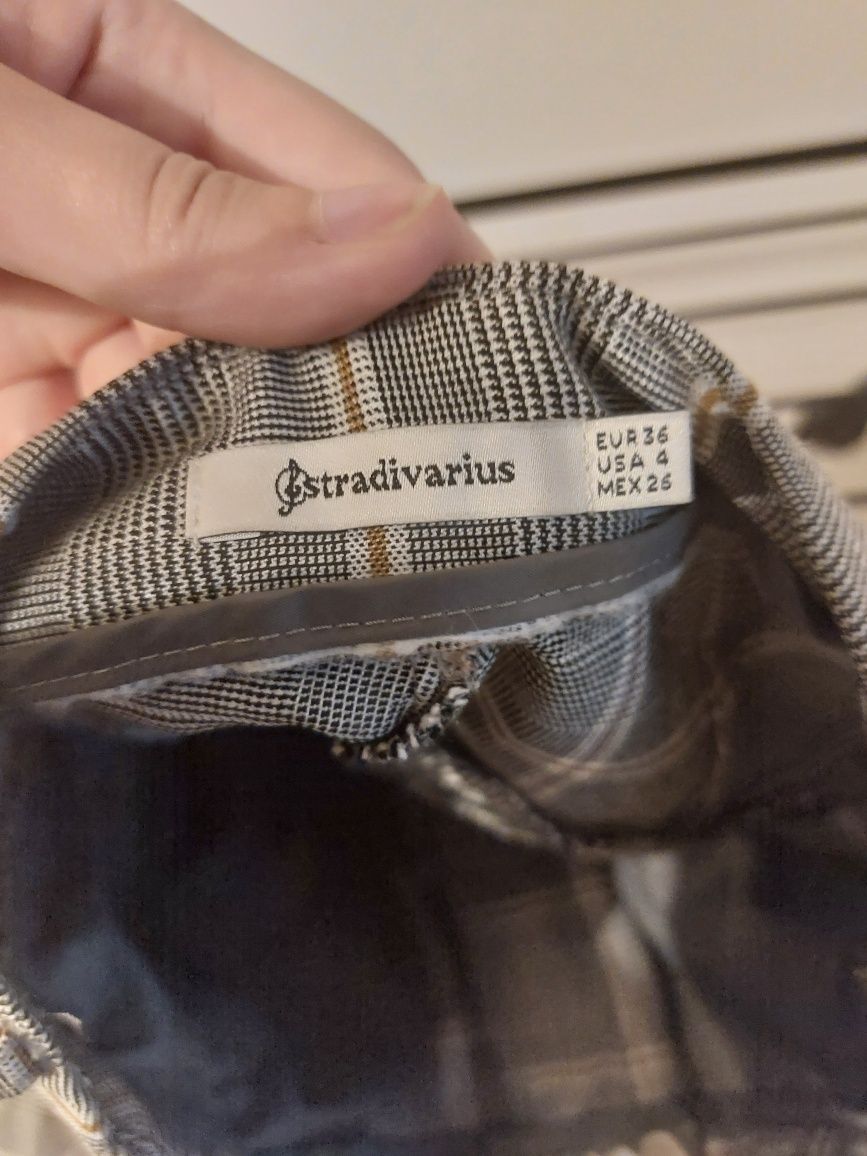 stradivarius
EUR 36
USA 4
MEX 26